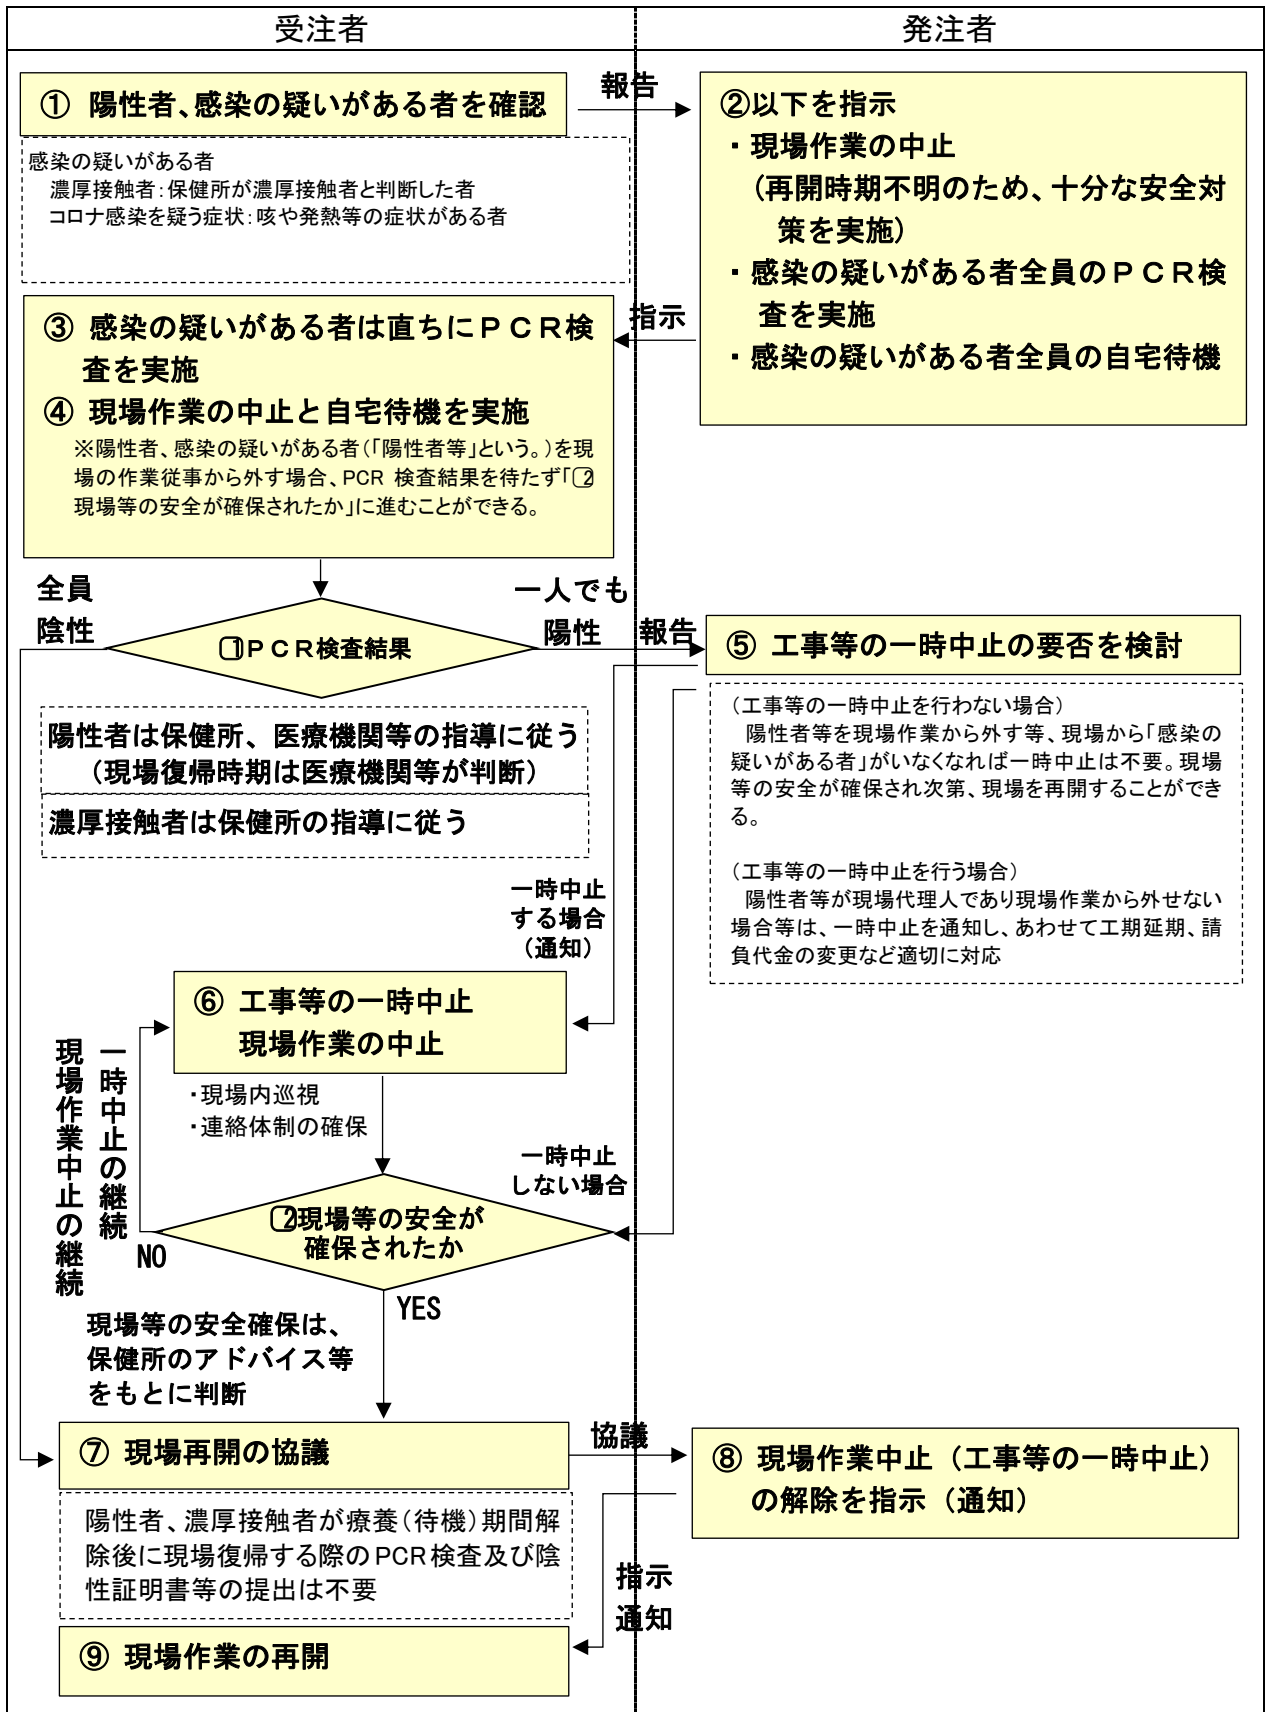 受注者
発注者
① 陽性者、感染の疑いがある者を確認
報告
②以下を指示
・現場作業の中止
(再開時期不明のため、十分な安全対
策を実施)
・感染の疑いがある者全員のＰＣＲ検
査を実施
・感染の疑いがある者全員の自宅待機
感染の疑いがある者
濃厚接触者：保健所が濃厚接触者と判断した者
コロナ感染を疑う症状：咳や発熱等の症状がある者
指示
③ 感染の疑いがある者は直ちにＰＣＲ検
査を実施
④ 現場作業の中止と自宅待機を実施
※陽性者、感染の疑いがある者（「陽性者等」という。）を現
場の作業従事から外す場合、PCR 検査結果を待たず「2
現場等の安全が確保されたか」に進むことができる。
全員
陰性
一人でも
陽性
1ＰＣＲ検査結果
報告
⑤ 工事等の一時中止の要否を検討
（工事等の一時中止を行わない場合）
陽性者等を現場作業から外す等、現場から「感染の
疑いがある者」がいなくなれば一時中止は不要。現場
等の安全が確保され次第、現場を再開することができ
る。
（工事等の一時中止を行う場合）
陽性者等が現場代理人であり現場作業から外せない
場合等は、一時中止を通知し、あわせて工期延期、請
負代金の変更など適切に対応
陽性者は保健所、医療機関等の指導に従う
（現場復帰時期は医療機関等が判断）
濃厚接触者は保健所の指導に従う
一時中止
する場合
（通知）
⑥ 工事等の一時中止
現場作業の中止
・現場内巡視
・連絡体制の確保
一時中止の継続
現場作業中止の継続
一時中止
しない場合
2現場等の安全が
確保されたか
NO
YES
現場等の安全確保は、
保健所のアドバイス等
をもとに判断
⑦ 現場再開の協議
協議
⑧ 現場作業中止（工事等の一時中止）
の解除を指示（通知）
陽性者、濃厚接触者が療養（待機）期間解
除後に現場復帰する際のPCR検査及び陰
性証明書等の提出は不要
指示
通知
⑨ 現場作業の再開